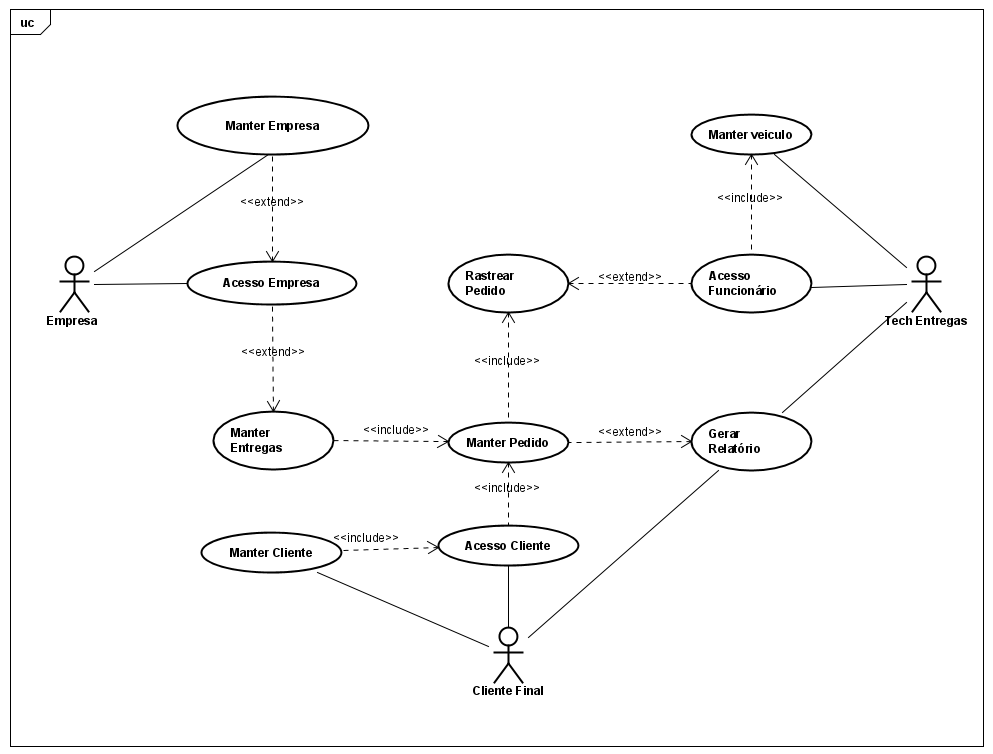 uc
Manter Empresa
Manter veiculo
<<extend>>
<<include>>
Acesso Empresa
Rastrear
Pedido
<<extend>>
Acesso
Funcionário
Empresa
Tech Entregas
<<extend>>
<<include>>
Manter
Entregas
<<include>>
Manter Pedido
<<extend>>
Gerar
Relatório
<<include>>
Manter Cliente
<<include>>
Acesso Cliente
Cliente Final